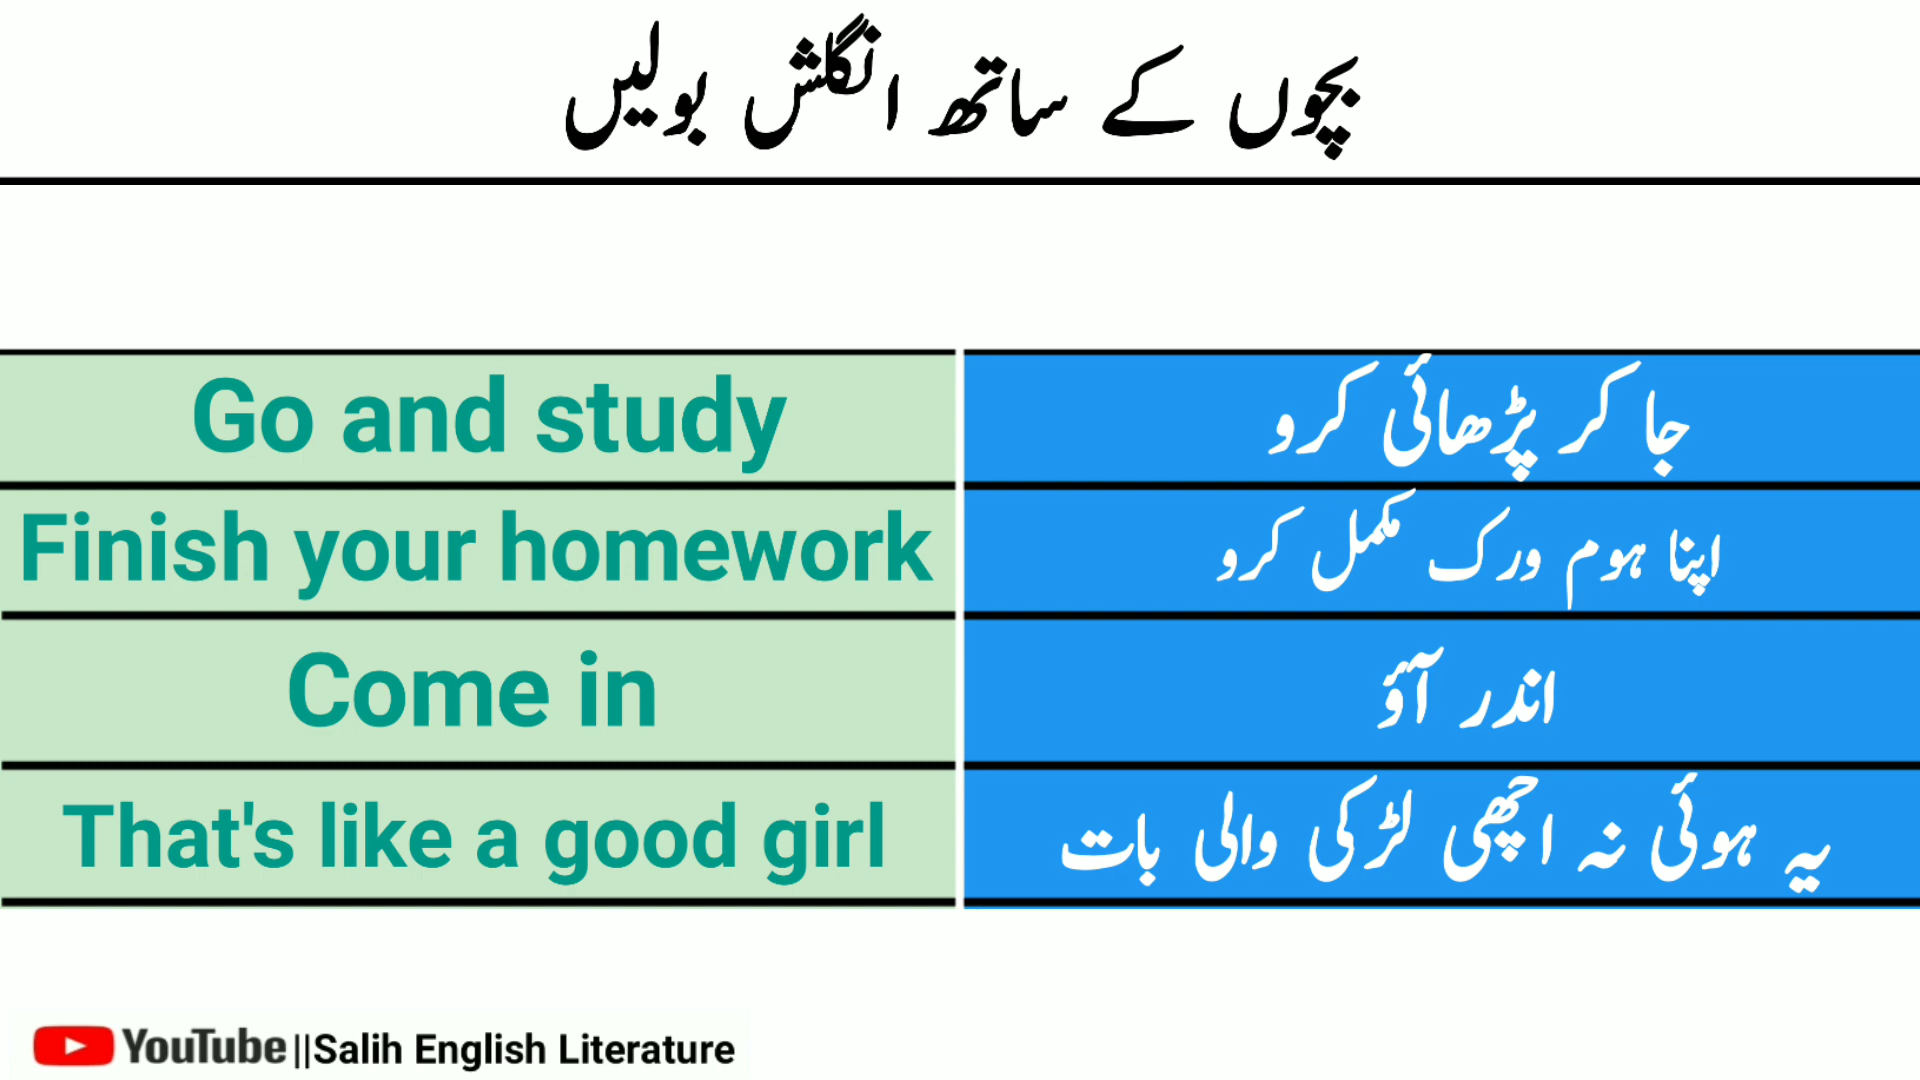 بچوں کے ساتھ انگلش بولیں
Go and study
جا کر پڑھائی کرو
Finish your homework
اپنا ہوم ورک مکمل کرو
Come in
اندر آؤ
That's like a good girl
یہ ہوئی نہ اچھی لڑکی والی بات
YouTube ||Salih English Literature